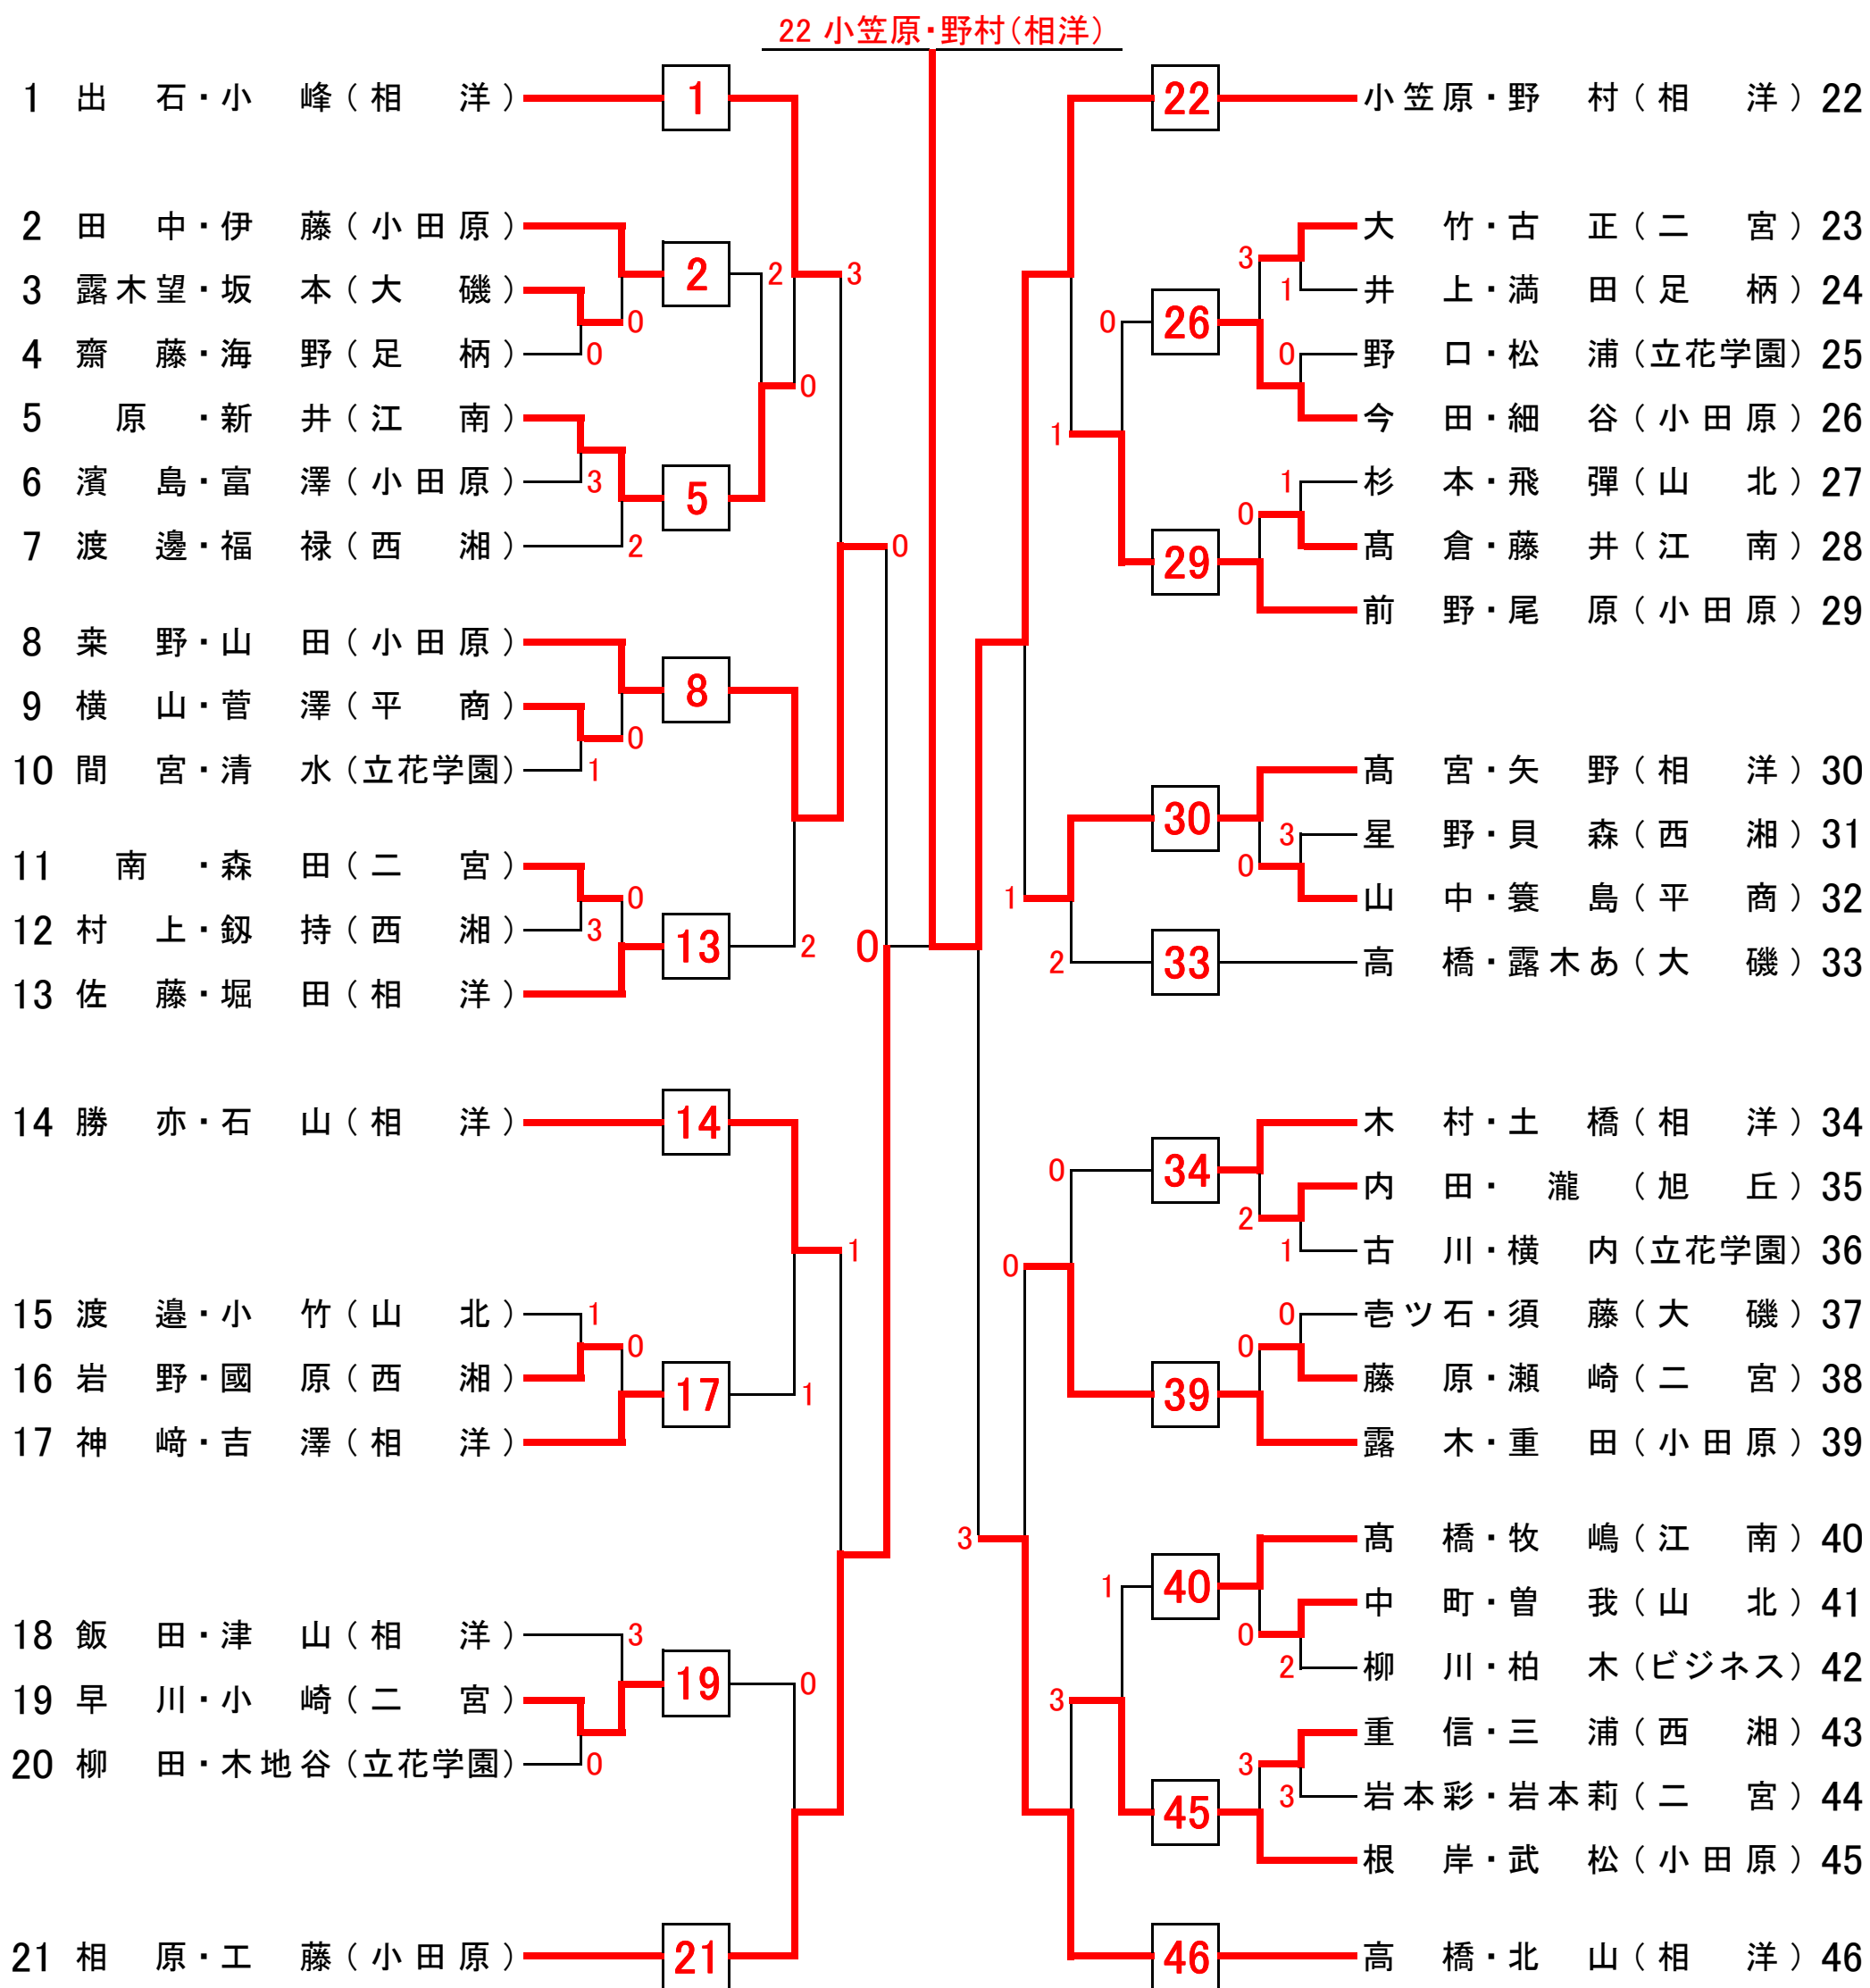 22 小笠原・野村(相洋)
1 出石・小峰(相洋)
2 田中・伊藤(小田原)
3 露木望・坂本(大磯)
4 齋藤・海野(足柄)
5 原・新井(江南)
6 濱島・富澤(小田原)
7 渡邊・福禄(西湘)
8 桒野・山田(小田原)
9 横山・菅澤(平商)
10 間宮・清水(立花学園)
11 南・森田(二宮)
12 村上・釼持(西湘)
13 佐藤・堀田(相洋)
14 勝亦・石山(相洋)
15 渡邉・小竹(山北)
16 岩野・國原(西湘)
17 神﨑・吉澤(相洋)
18 飯田・津山(相洋)
19 早川・小崎(二宮)
20 柳田・木地谷(立花学園)
21 相原・工藤(小田原)
1
2
5
8
13
14
17
19
21
0
0
3
2
0
1
0
3
1
0
3
0
2
0
2
1
0
3
1
0
0
22
26
29
30
33
34
39
40
45
46
3
1
0
0
1
0
1
3
0
1
2
0
2
1
0
0
0
3
1
0
2
3
3
3
小笠原・野村(相洋) 22
大竹・古正(二宮) 23
井上・満田(足柄) 24
野口・松浦(立花学園) 25
今田・細谷(小田原) 26
杉本・飛彈(山北) 27
髙倉・藤井(江南) 28
前野・尾原(小田原) 29
髙宮・矢野(相洋) 30
星野・貝森(西湘) 31
山中・簑島(平商) 32
高橋・露木あ(大磯) 33
木村・土橋(相洋) 34
内田・瀧(旭丘) 35
古川・横内(立花学園) 36
壱ツ石・須藤(大磯) 37
藤原・瀬崎(二宮) 38
露木・重田(小田原) 39
髙橋・牧嶋(江南) 40
中町・曽我(山北) 41
柳川・柏木(ビジネス) 42
重信・三浦(西湘) 43
岩本彩・岩本莉(二宮) 44
根岸・武松(小田原) 45
高橋・北山(相洋) 46